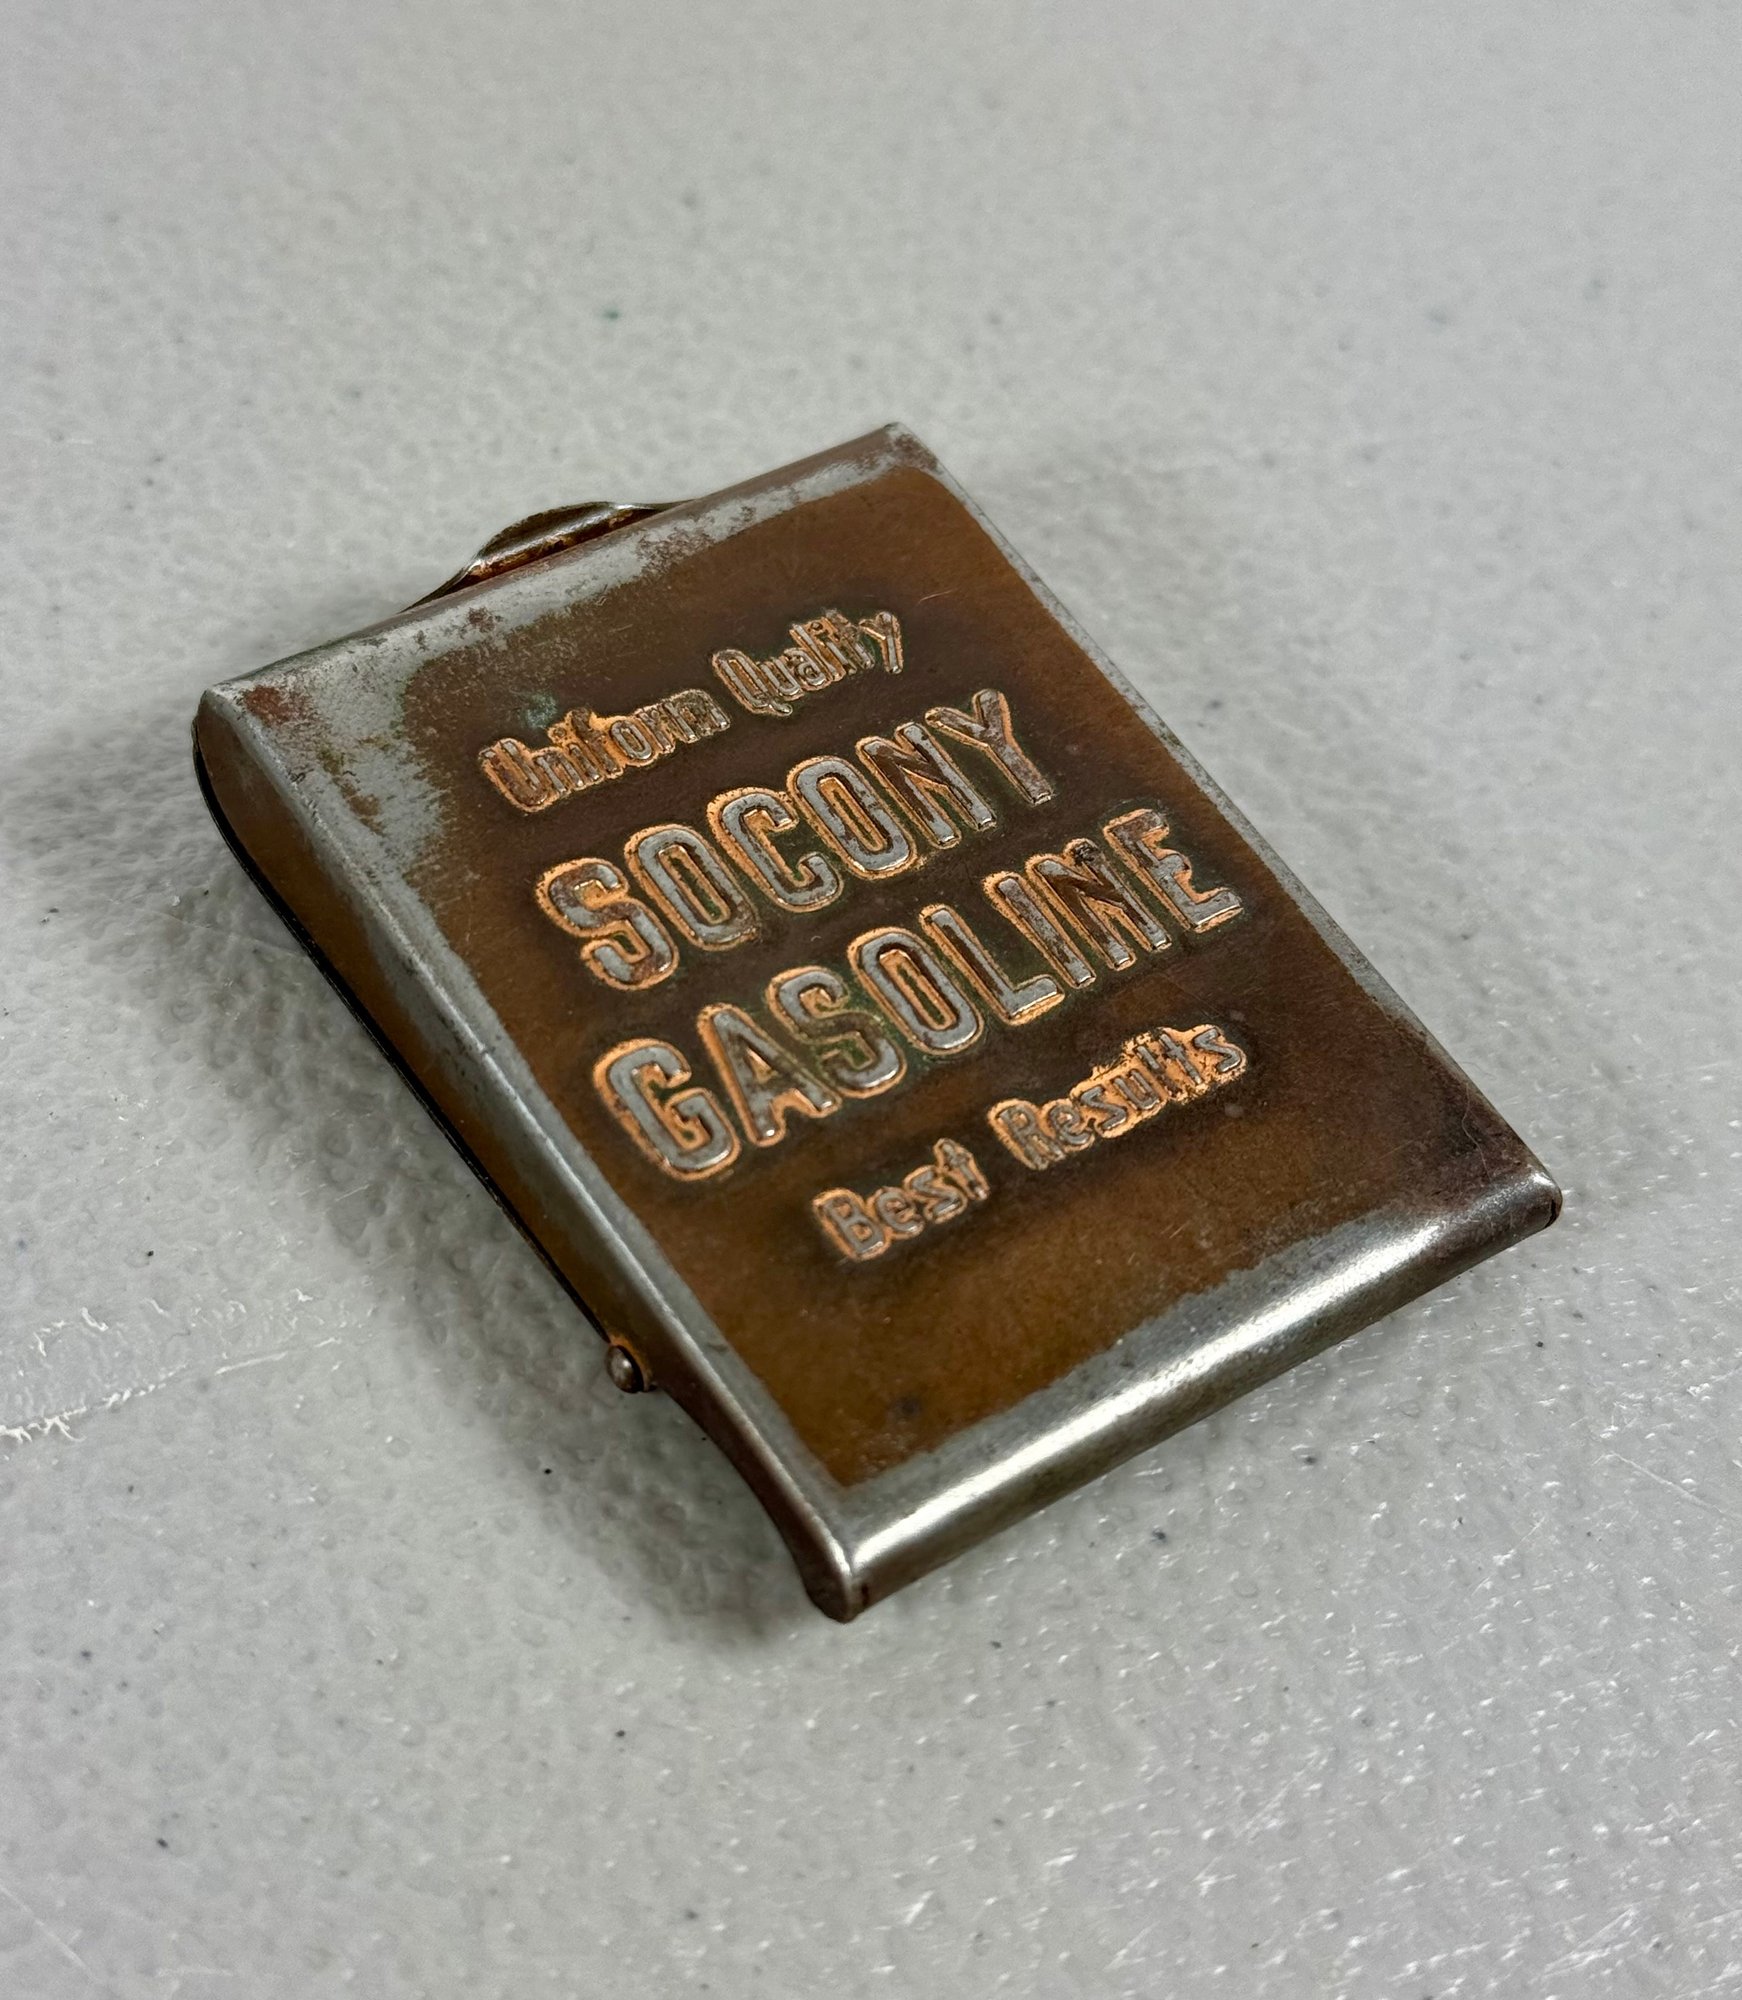 Uniform Quality
SOCONY
GASOLINE
Best Results